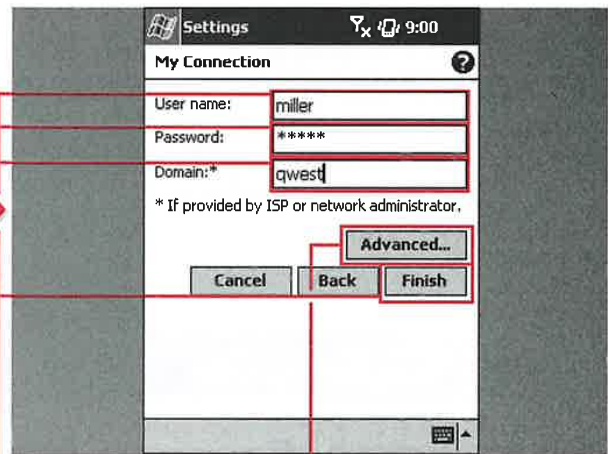 Settings 9:00
My Connection ?
User name: miller
Password: *****
Domain:* qwest
* If provided by ISP or network administrator.
Advanced...
Cancel Back Finish